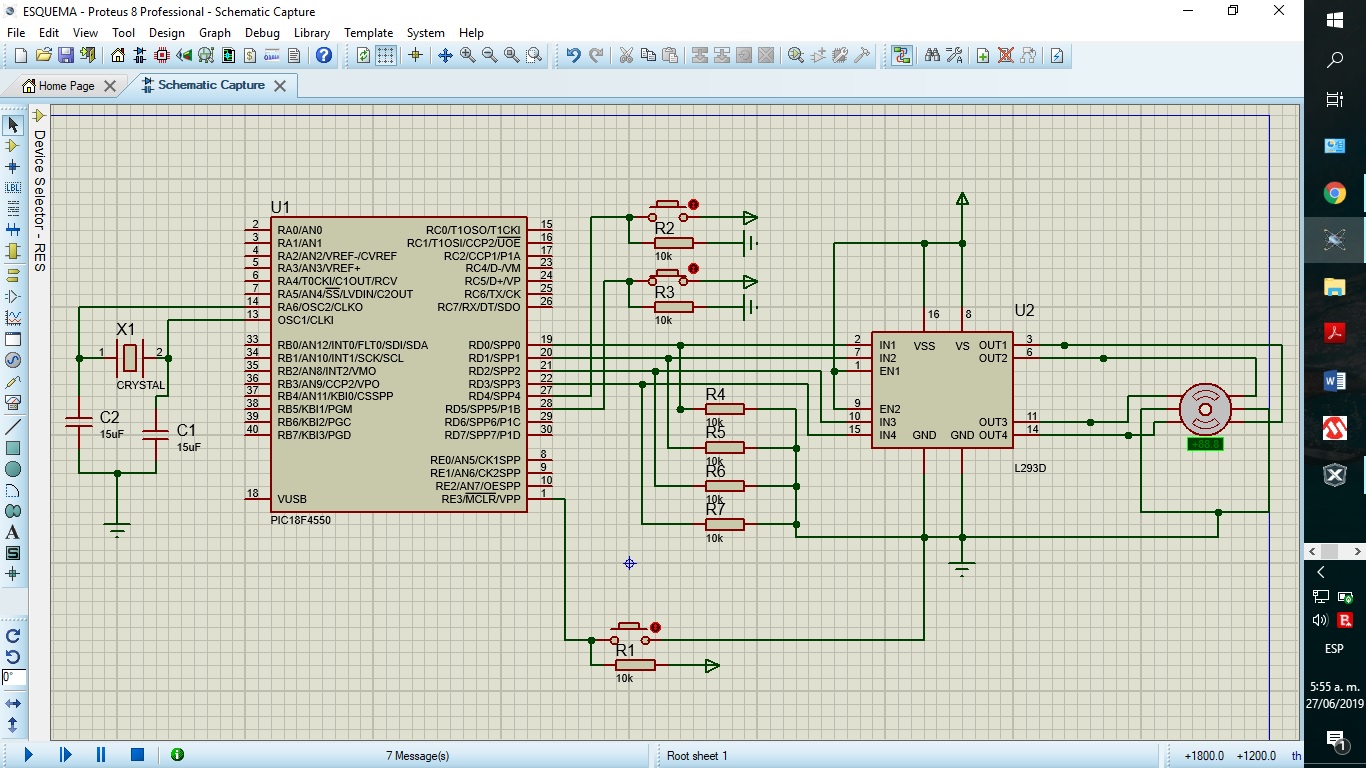 ESQUEMA - Proteus 8 Professional - Schematic Capture
File Edit View Tool Design Graph Debug Library Template System Help
Home Page
Schematic Capture
Device Selector - RES
0°
U1
2 RA0/AN0
3 RA1/AN1
4 RA2/AN2/VREF-/CVREF
5 RA3/AN3/VREF+
6 RA4/T0CKI/C1OUT/RCV
7 RA5/AN4/SS/LVDIN/C2OUT
14 RA6/OSC2/CLKO
13 OSC1/CLKI
33 RB0/AN12/INT0/FLT0/SDI/SDA
34 RB1/AN10/INT1/SCK/SCL
35 RB2/AN8/INT2/VMO
36 RB3/AN9/CCP2/VPO
37 RB4/AN11/KBI0/CSSPP
38 RB5/KBI1/PGM
39 RB6/KBI2/PGC
40 RB7/KBI3/PGD
18 VUSB
RC0/T1OSO/T1CKI 15
RC1/T1OSI/CCP2/UOE 16
RC2/CCP1/P1A 17
RC4/D-/VM 23
RC5/D+/VP 24
RC6/TX/CK 25
RC7/RX/DT/SDO 26
RD0/SPP0 19
RD1/SPP1 20
RD2/SPP2 21
RD3/SPP3 22
RD4/SPP4 27
RD5/SPP5/P1B 28
RD6/SPP6/P1C 29
RD7/SPP7/P1D 30
RE0/AN5/CK1SPP 8
RE1/AN6/CK2SPP 9
RE2/AN7/OESPP 10
RE3/MCLR/VPP 1
PIC18F4550
X1
1 2
CRYSTAL
C2
15uF
C1
15uF
R2
10k
R3
10k
R4
10k
R5
10k
R6
10k
R7
10k
R1
10k
U2
16 8
VSS VS
2 IN1
7 IN2
1 EN1
9 EN2
10 IN3
15 IN4
OUT1 3
OUT2 6
OUT3 11
OUT4 14
GND GND
L293D
+88.8
7 Message(s)
Root sheet 1
+1800.0 +1200.0 th
ESP
5:55 a. m.
27/06/2019
1